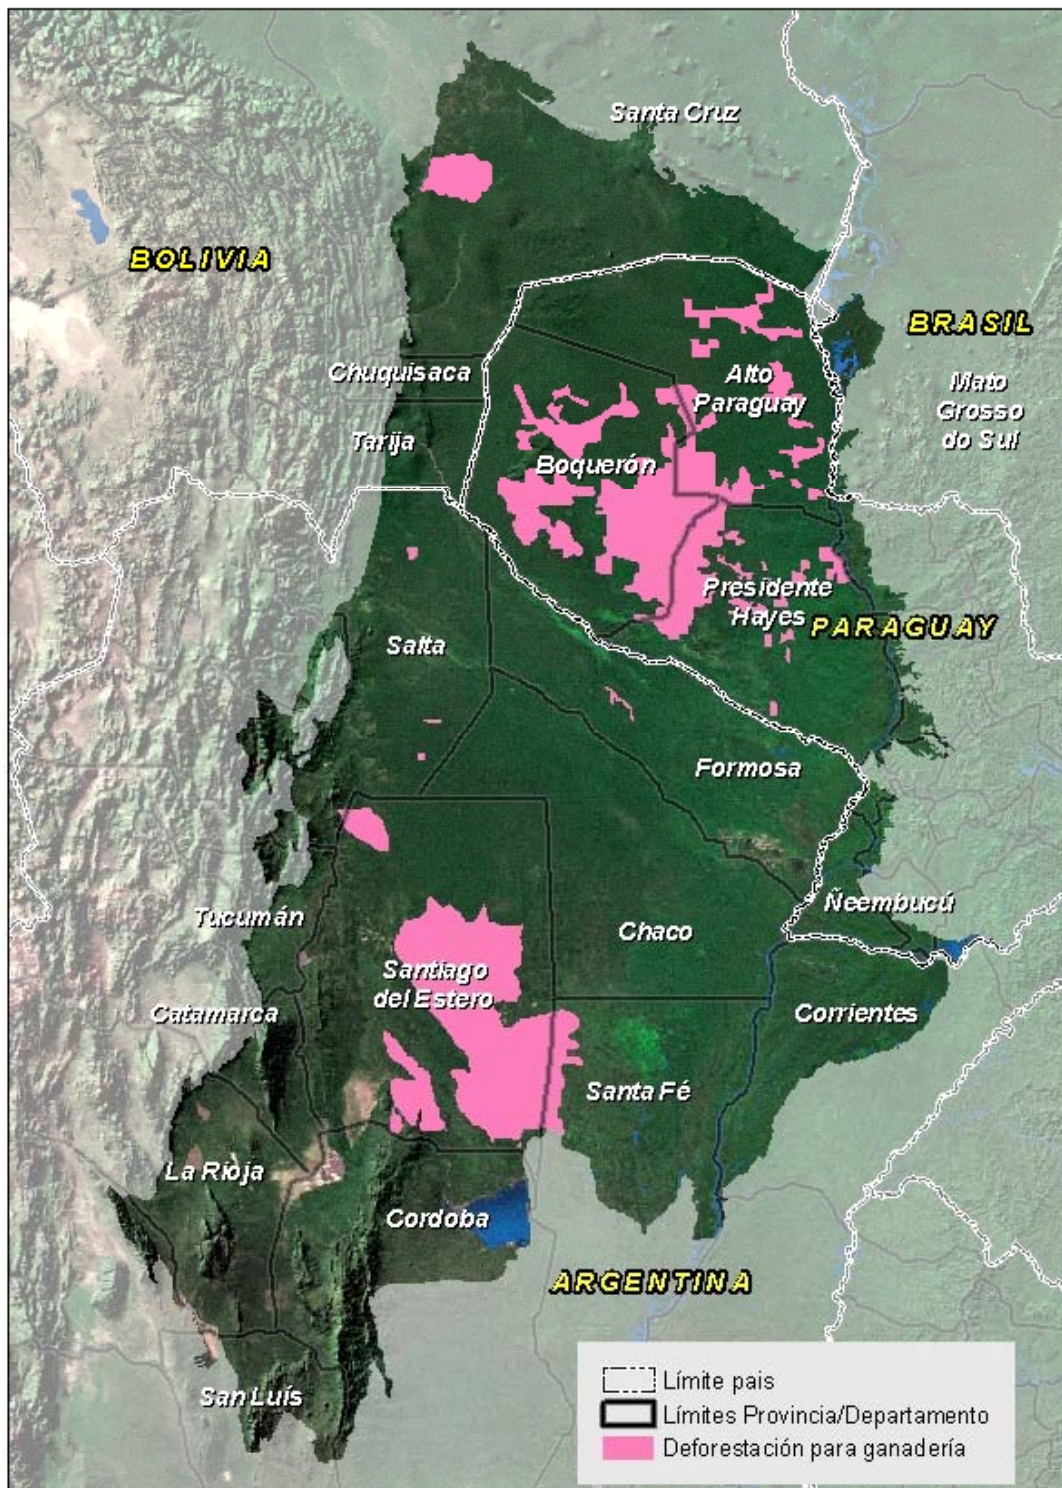 Santa Cruz
BOLIVIA
BRASIL
Chuquisaca
Alto
Paraguay
Mato
Grosso
do Sul
Tarija
Boquerón
Presidente
Hayes
PARAGUAY
Salta
Formosa
Tucumán
Chaco
Ñeembucú
Santiago
del Estero
Catamarca
Corrientes
Santa Fé
La Rioja
Cordoba
ARGENTINA
San Luís
Límite pais
Límites Provincia/Departamento
Deforestación para ganadería